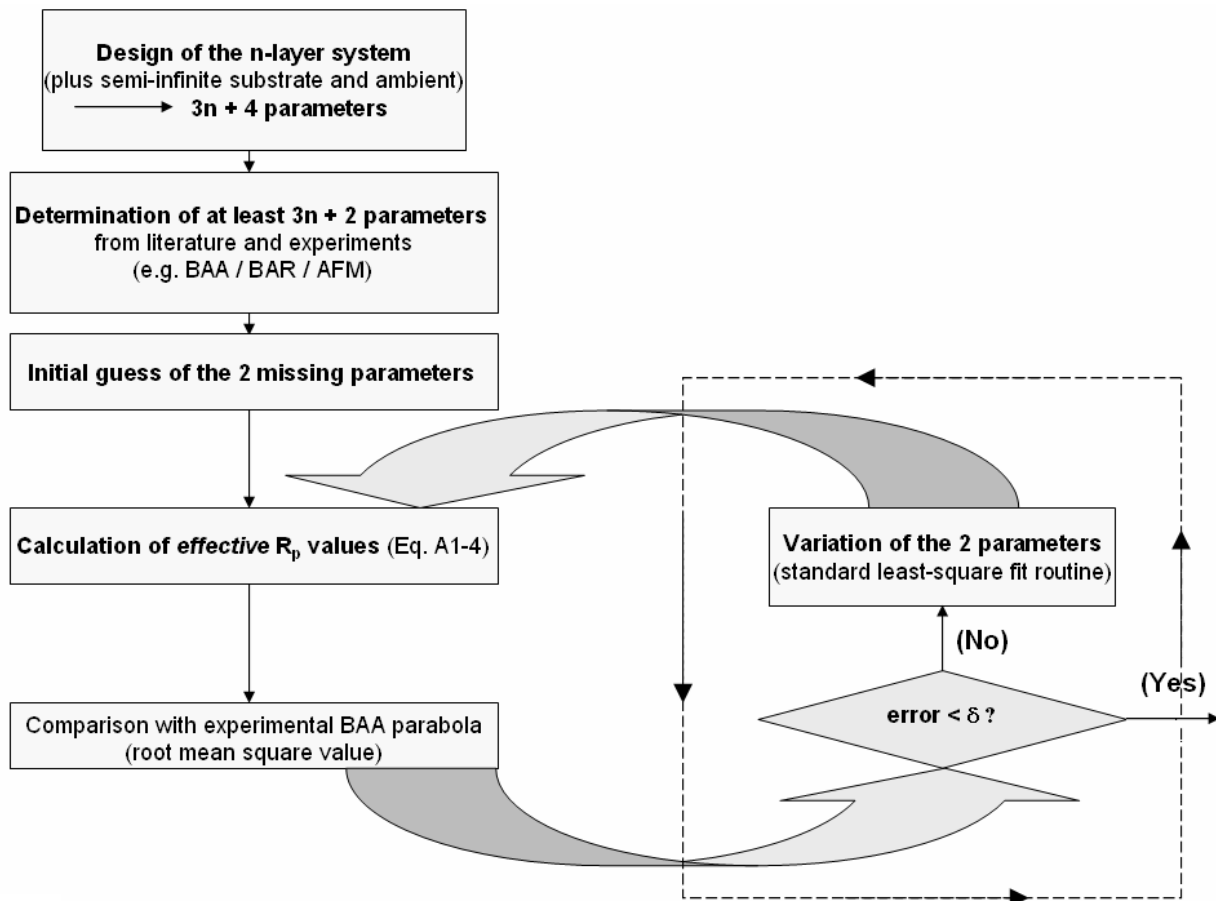 Design of the n-layer system
(plus semi-infinite substrate and ambient)
3n + 4 parameters
Determination of at least 3n + 2 parameters
from literature and experiments
(e.g. BAA / BAR / AFM)
Initial guess of the 2 missing parameters
Calculation of effective Rp values (Eq. A1-4)
Comparison with experimental BAA parabola
(root mean square value)
Variation of the 2 parameters
(standard least-square fit routine)
(No)
(Yes)
error < δ ?